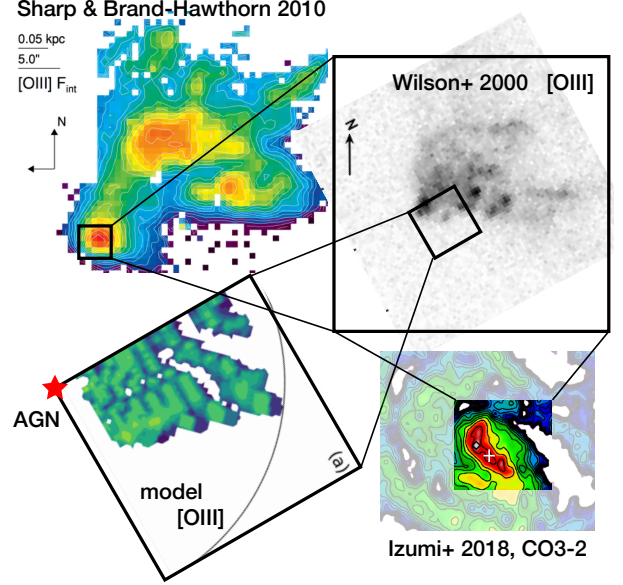 Sharp & Brand-Hawthorn 2010
0.05 kpc
5.0"
[OIII] Fint
N
Wilson+ 2000 [OIII]
N
AGN
model
[OIII]
(a)
Izumi+ 2018, CO3-2